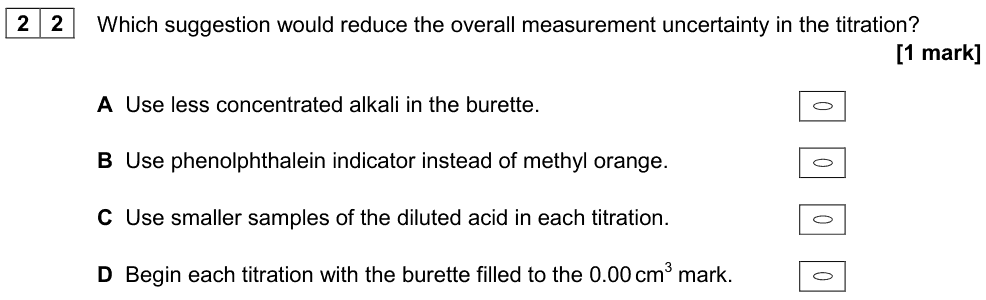 2 2 Which suggestion would reduce the overall measurement uncertainty in the titration?
[1 mark]
A Use less concentrated alkali in the burette.
B Use phenolphthalein indicator instead of methyl orange.
C Use smaller samples of the diluted acid in each titration.
D Begin each titration with the burette filled to the 0.00 cm³ mark.